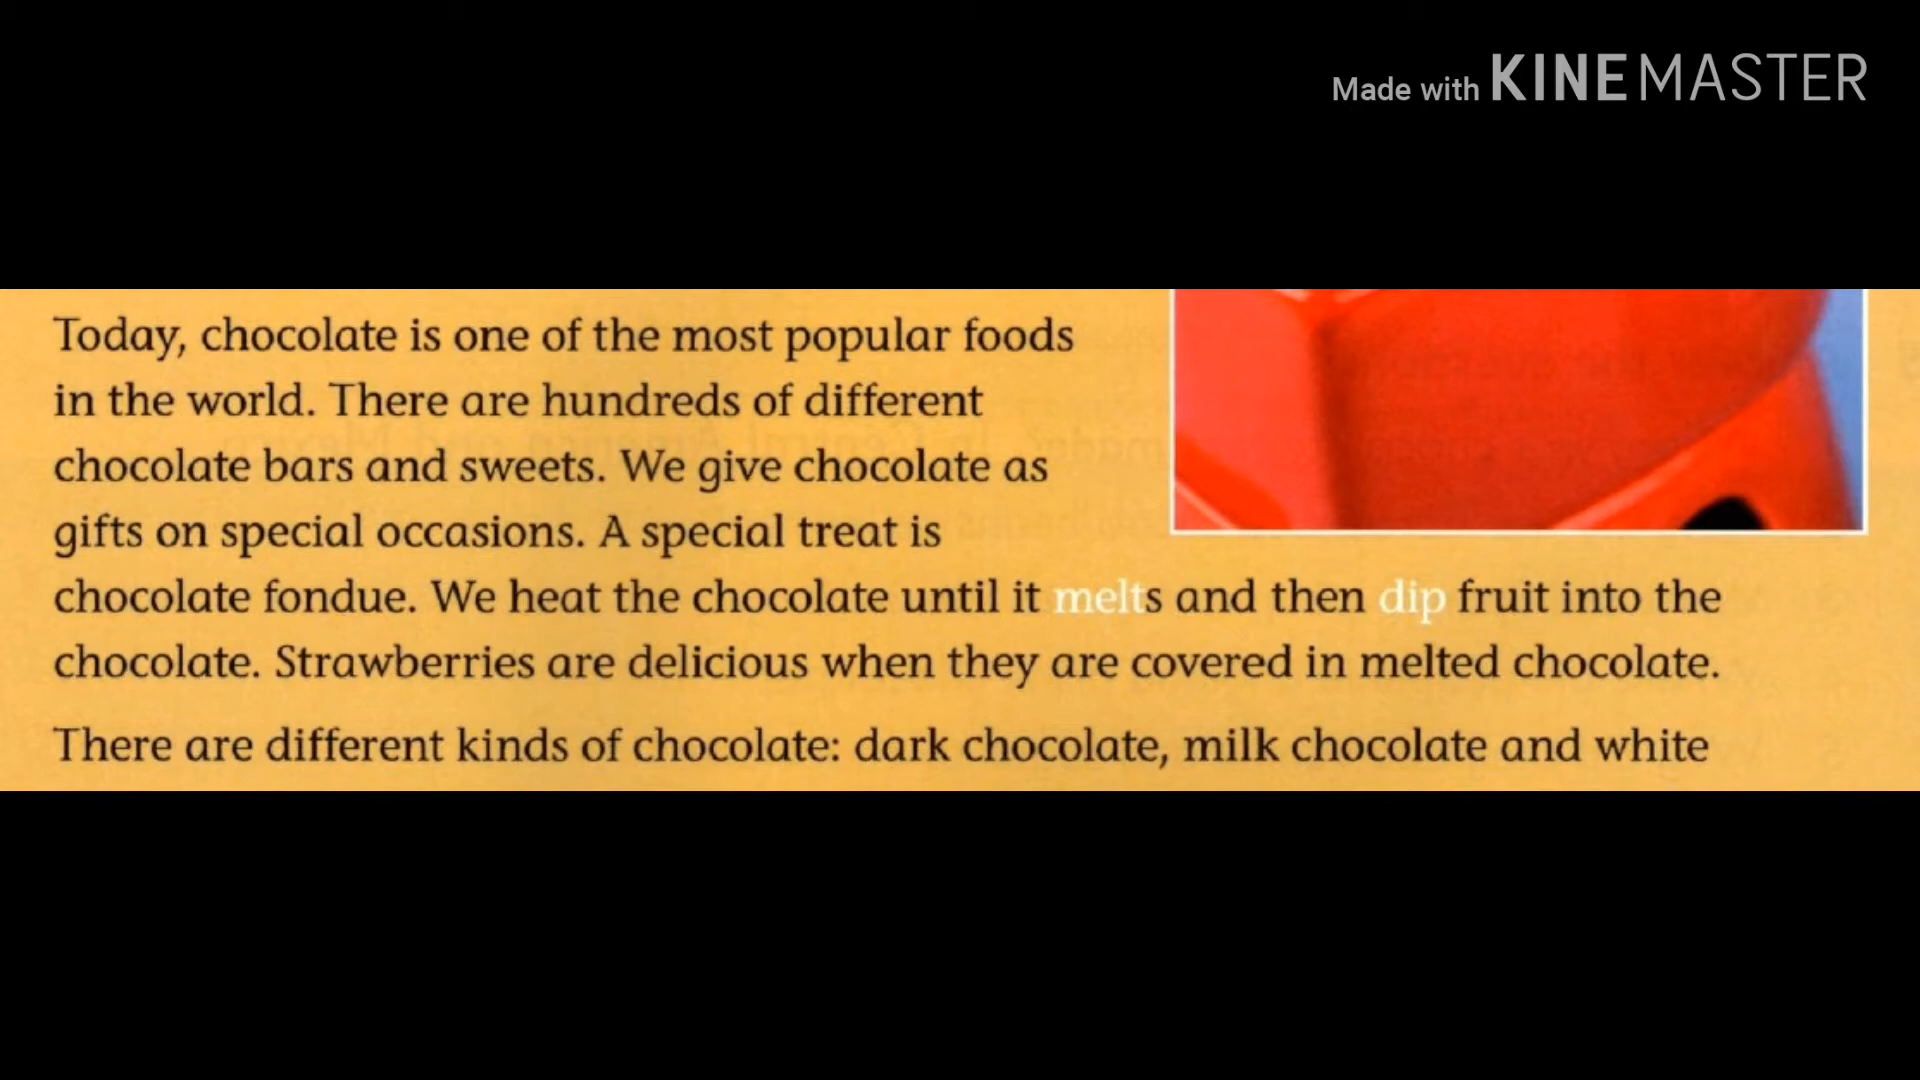 Made with KINEMASTER
Today, chocolate is one of the most popular foods
in the world. There are hundreds of different
chocolate bars and sweets. We give chocolate as
gifts on special occasions. A special treat is
chocolate fondue. We heat the chocolate until it melts and then dip fruit into the
chocolate. Strawberries are delicious when they are covered in melted chocolate.
There are different kinds of chocolate: dark chocolate, milk chocolate and white